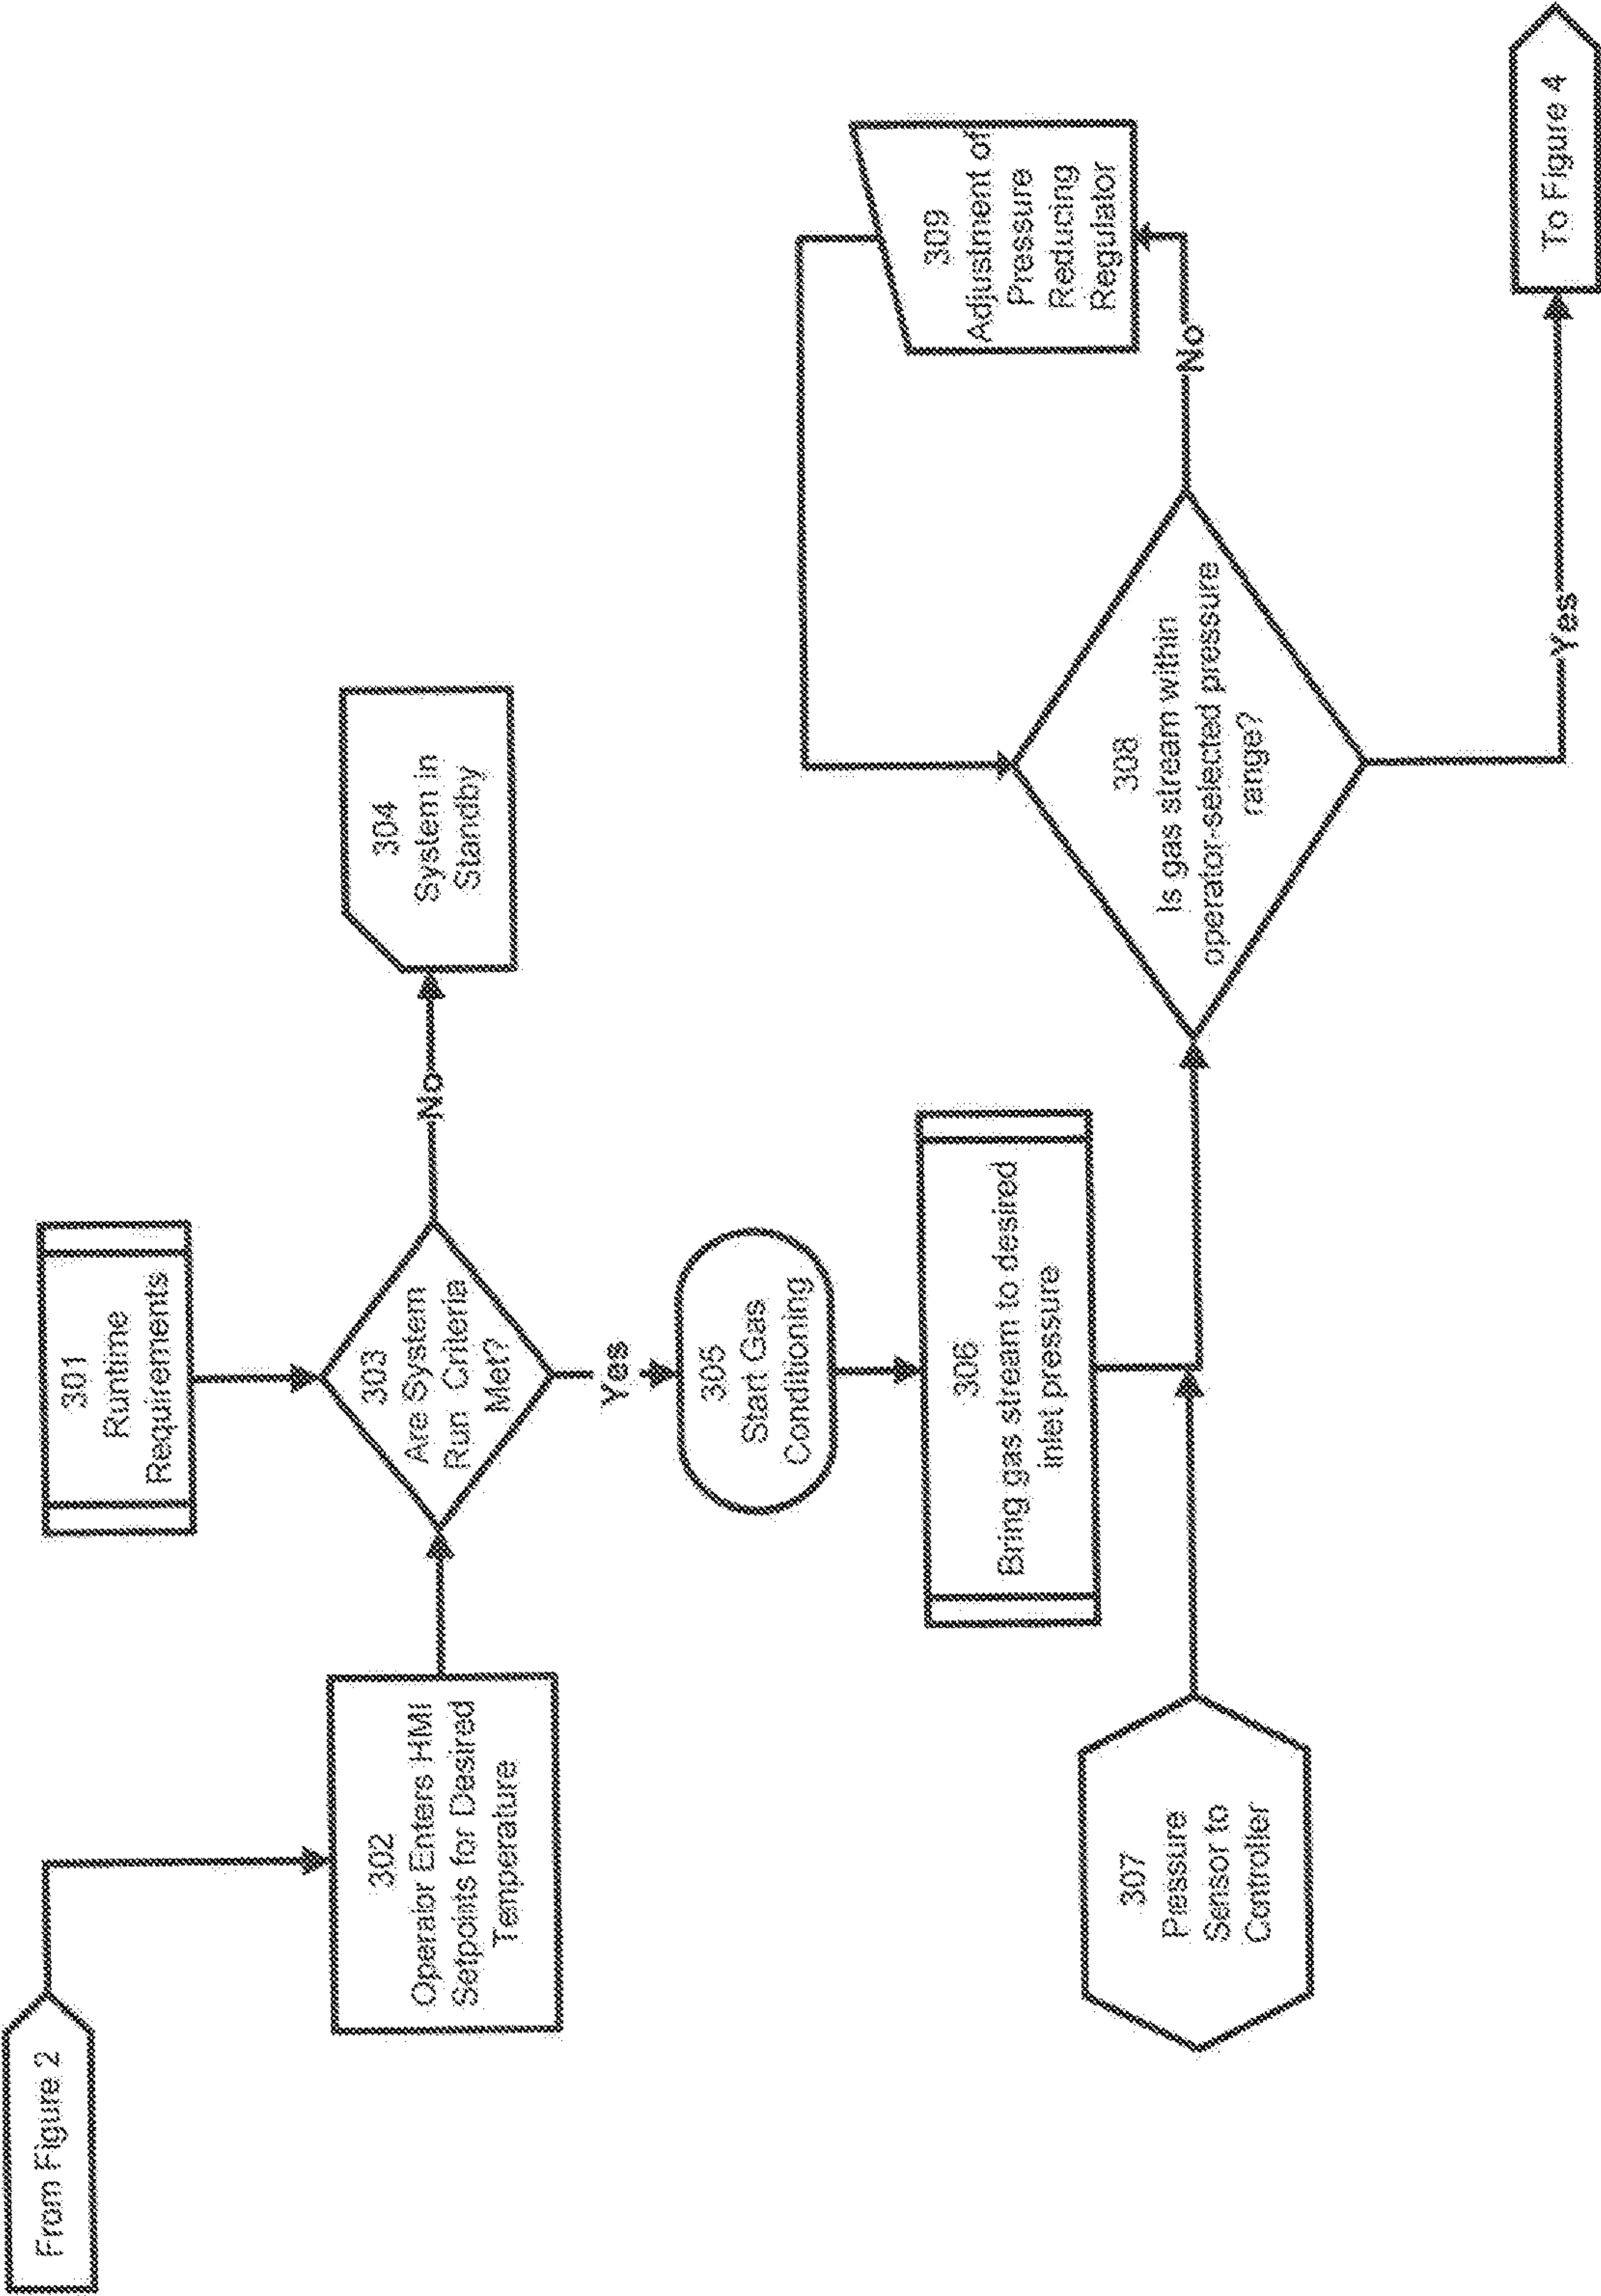 From Figure 2
301
Runtime
Requirements
302
Operator Enters HMI
Setpoints for Desired
Temperature
303
Are System
Run Criteria
Met?
No
304
System in
Standby
Yes
305
Start Gas
Conditioning
306
Bring gas stream to desired
inlet pressure
307
Pressure
Sensor to
Controller
308
Is gas stream within
operator-selected pressure
range?
No
309
Adjustment of
Pressure
Reducing
Regulator
Yes
To Figure 4